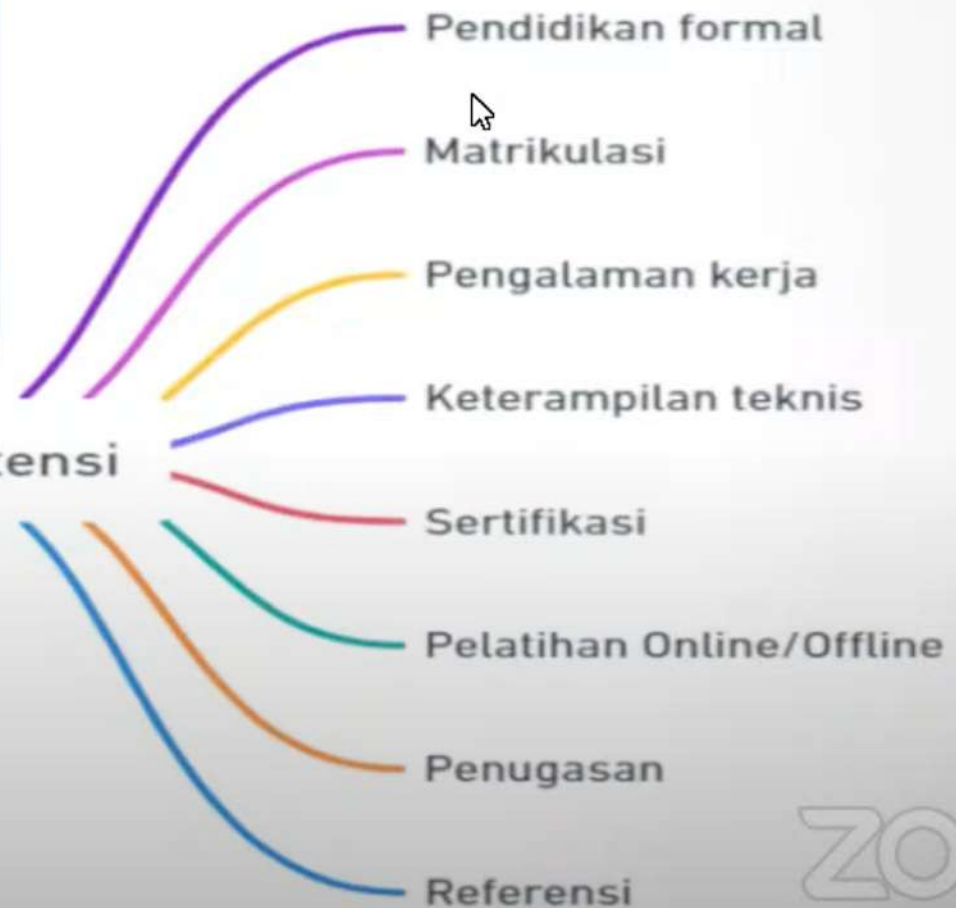 Pendidikan formal
Matrikulasi
Pengalaman kerja
Keterampilan teknis
tensi
Sertifikasi
Pelatihan Online/Offline
Penugasan
Referensi
ZO